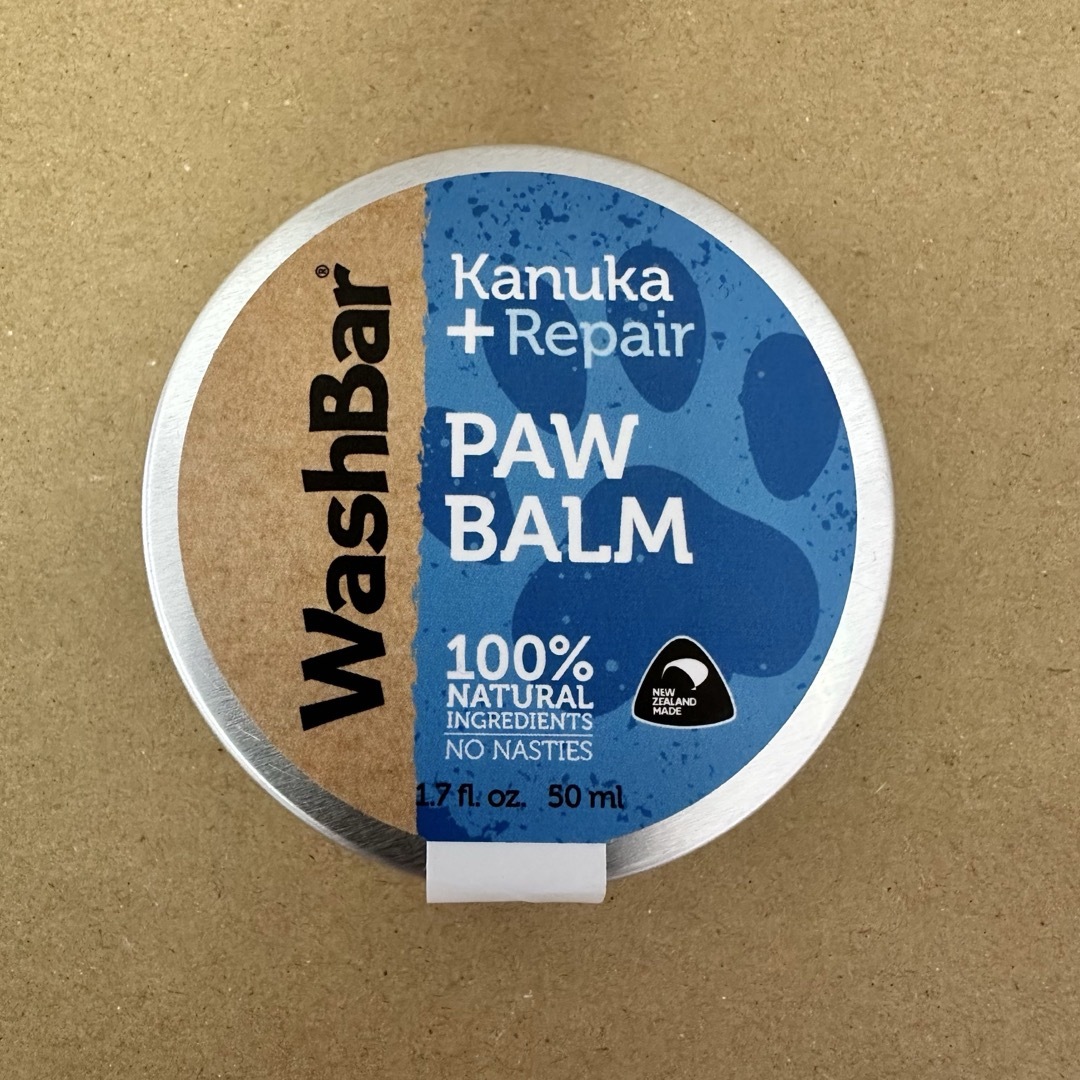 WashBar®
Kanuka
+ Repair
PAW
BALM
100%
NATURAL
INGREDIENTS
NO NASTIES
NEW
ZEALAND
MADE
1.7 fl. oz. 50 ml